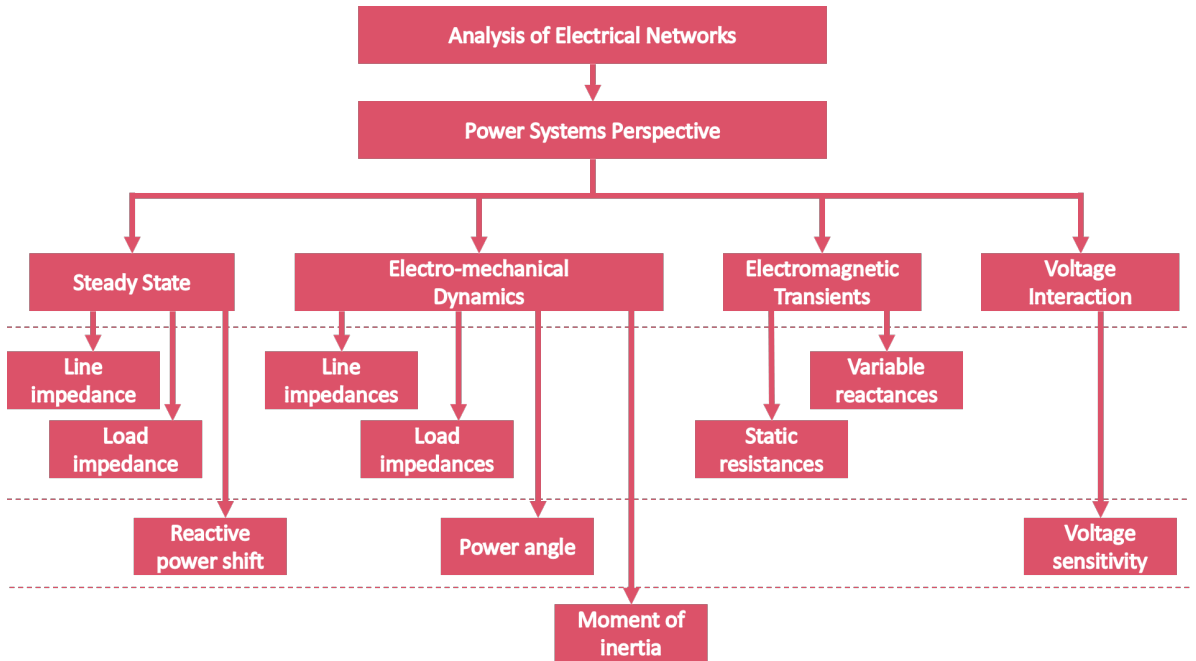 Analysis of Electrical Networks
Power Systems Perspective
Steady State
Electro-mechanical
Dynamics
Electromagnetic
Transients
Voltage
Interaction
Line
impedance
Line
impedances
Variable
reactances
Load
impedance
Load
impedances
Static
resistances
Reactive
power shift
Power angle
Voltage
sensitivity
Moment of
inertia